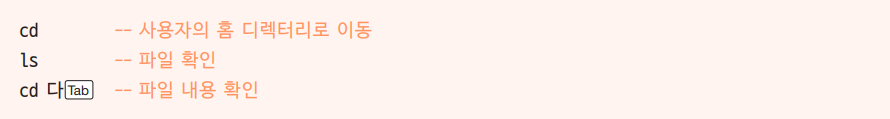 cd -- 사용자의 홈 디렉터리로 이동
ls -- 파일 확인
cd 다Tab -- 파일 내용 확인